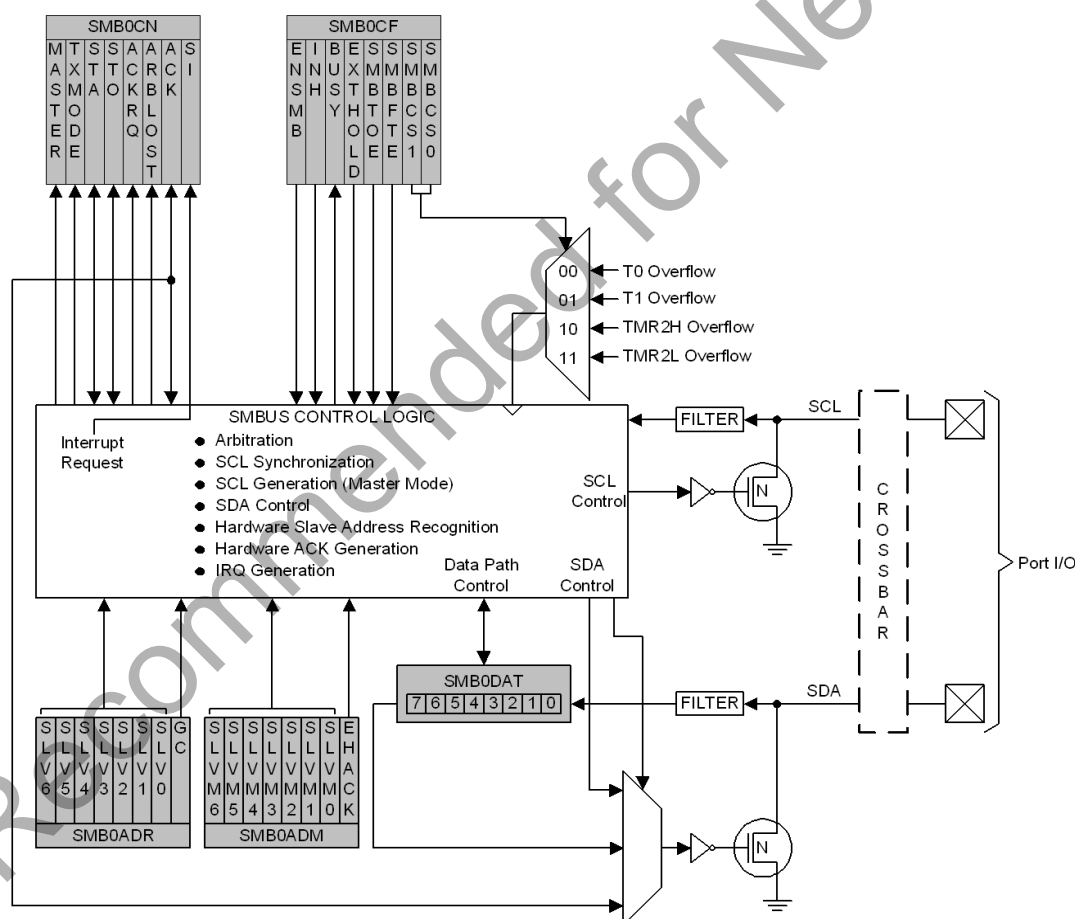 SMB0CN
MASTER
TXMODE
STA
STO
ACKRQ
ARBLOST
ACK
SI
SMB0CF
ENSMB
INH
BUSY
EXTHOLD
SMBTOE
SMBFTE
SMBCS1
SMBCS0
00 T0 Overflow
01 T1 Overflow
10 TMR2H Overflow
11 TMR2L Overflow
SMBUS CONTROL LOGIC
Interrupt
Request
● Arbitration
● SCL Synchronization
● SCL Generation (Master Mode)
● SDA Control
● Hardware Slave Address Recognition
● Hardware ACK Generation
● IRQ Generation
SCL
Control
Data Path
Control
SDA
Control
FILTER
SCL
N
CROSSBAR
Port I/O
SMB0DAT
7 6 5 4 3 2 1 0
FILTER
SDA
N
SLV6
SLV5
SLV4
SLV3
SLV2
SLV1
SLV0
GC
SMB0ADR
SLVM6
SLVM5
SLVM4
SLVM3
SLVM2
SLVM1
SLVM0
EHACK
SMB0ADM
Recommended for Ne